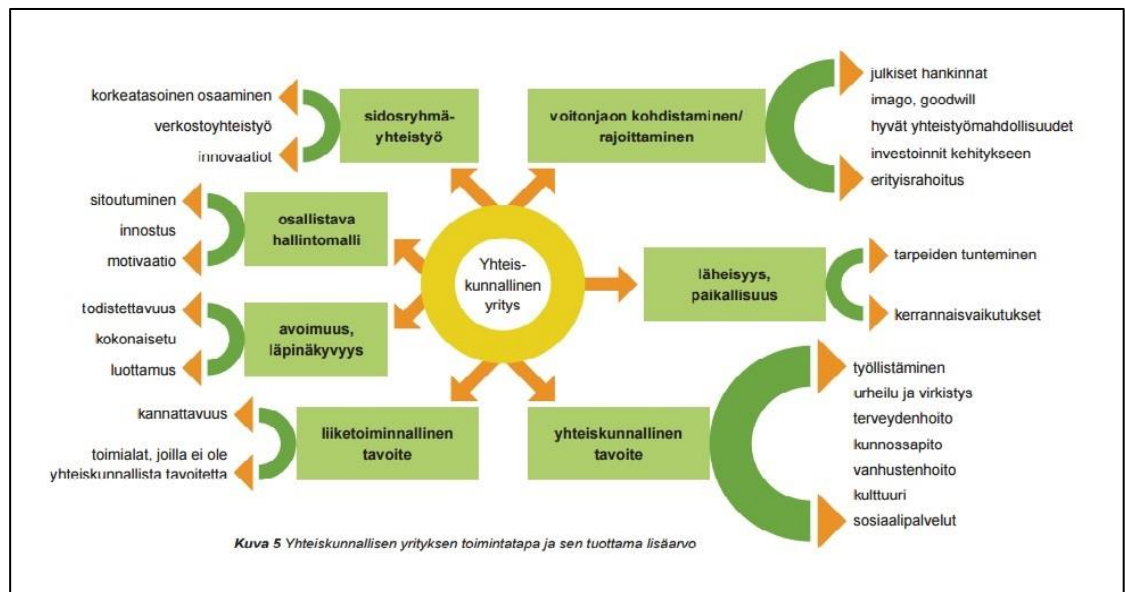 korkeatasoinen osaaminen
verkostoyhteistyö
innovaatiot
sidosryhmä-
yhteistyö
voitonjaon kohdistaminen/
rajoittaminen
julkiset hankinnat
imago, goodwill
hyvät yhteistyömahdollisuudet
investoinnit kehitykseen
erityisrahoitus
sitoutuminen
innostus
motivaatio
osallistava
hallintomalli
Yhteis-
kunnallinen
yritys
läheisyys,
paikallisuus
tarpeiden tunteminen
kerrannaisvaikutukset
todistettavuus
kokonaisetu
luottamus
avoimuus,
läpinäkyvyys
kannattavuus
toimialat, joilla ei ole
yhteiskunnallista tavoitetta
liiketoiminnallinen
tavoite
yhteiskunnallinen
tavoite
työllistäminen
urheilu ja virkistys
terveydenhoito
kunnossapito
vanhustenhoito
kulttuuri
sosiaalipalvelut
Kuva 5 Yhteiskunnallisen yrityksen toimintatapa ja sen tuottama lisäarvo